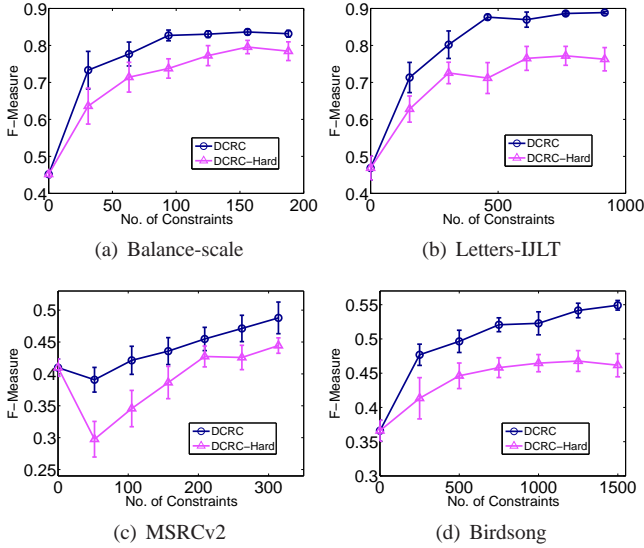 0.9
0.8
0.7
0.6
0.5
0.4
F−Measure
0 50 100 150 200
No. of Constraints
DCRC
DCRC−Hard
(a) Balance-scale
0.9
0.8
0.7
0.6
0.5
0.4
F−Measure
0 500 1000
No. of Constraints
DCRC
DCRC−Hard
(b) Letters-IJLT
0.5
0.45
0.4
0.35
0.3
0.25
F−Measure
0 100 200 300
No. of Constraints
DCRC
DCRC−Hard
(c) MSRCv2
0.55
0.5
0.45
0.4
0.35
0.3
F−Measure
0 500 1000 1500
No. of Constraints
DCRC
DCRC−Hard
(d) Birdsong